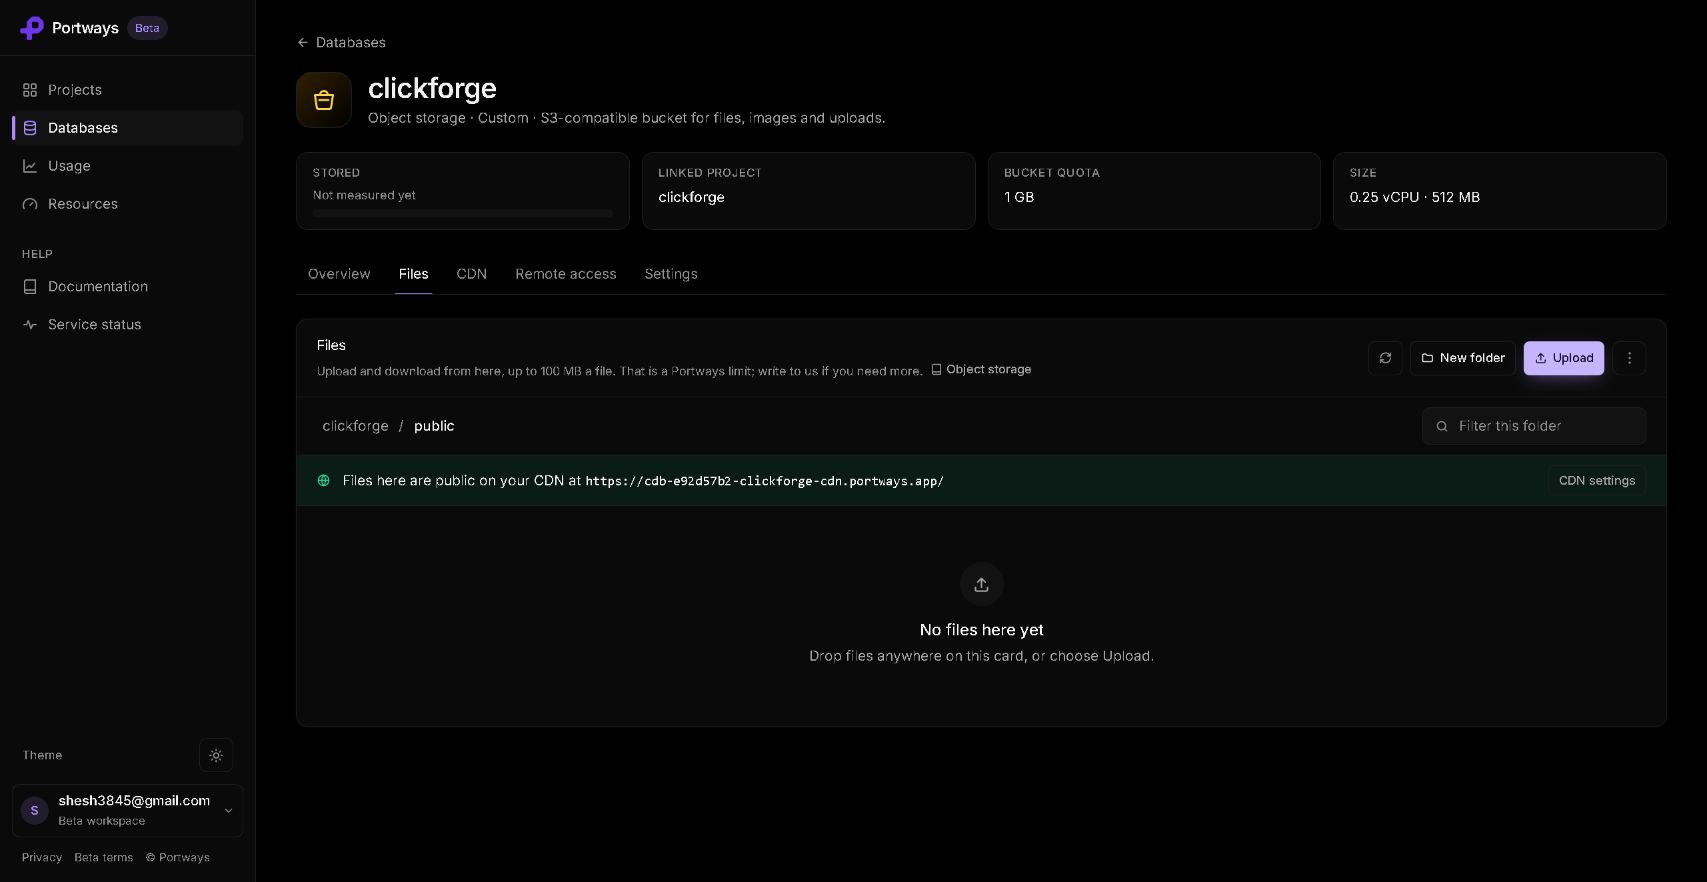 Portways Beta
Projects
Databases
Usage
Resources
HELP
Documentation
Service status
Theme
S
shesh3845@gmail.com
Beta workspace
Privacy Beta terms © Portways
← Databases
clickforge
Object storage · Custom · S3-compatible bucket for files, images and uploads.
STORED
Not measured yet
LINKED PROJECT
clickforge
BUCKET QUOTA
1 GB
SIZE
0.25 vCPU · 512 MB
Overview Files CDN Remote access Settings
Files
Upload and download from here, up to 100 MB a file. That is a Portways limit; write to us if you need more. Object storage
New folder
Upload
clickforge / public
Filter this folder
Files here are public on your CDN at https://cdb-e92d57b2-clickforge-cdn.portways.app/
CDN settings
No files here yet
Drop files anywhere on this card, or choose Upload.